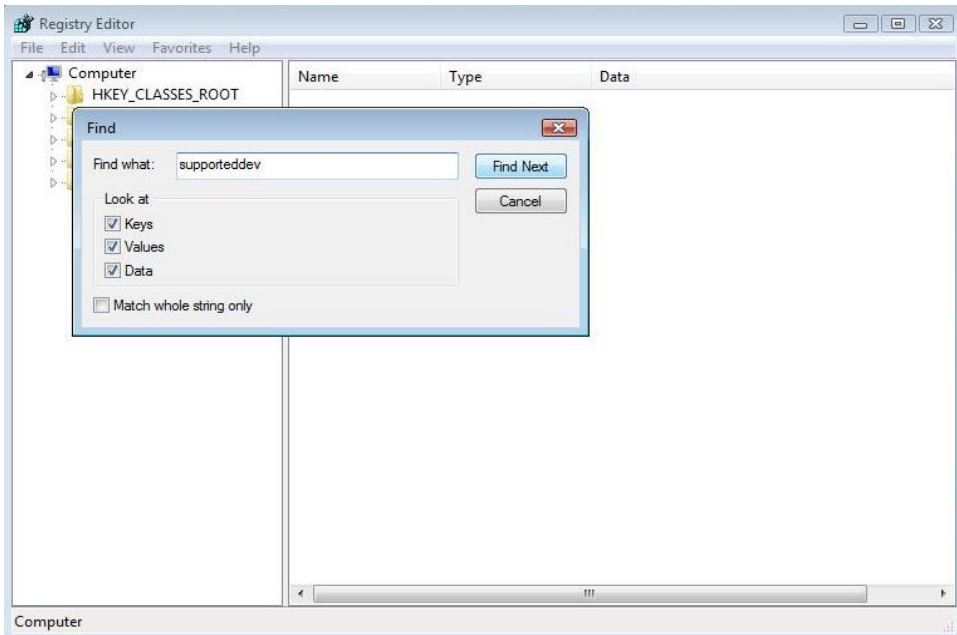 Registry Editor
File Edit View Favorites Help
Computer
Name Type Data
HKEY_CLASSES_ROOT
Find
Find what: supporteddev Find Next
Look at Cancel
Keys
Values
Data
Match whole string only
Computer